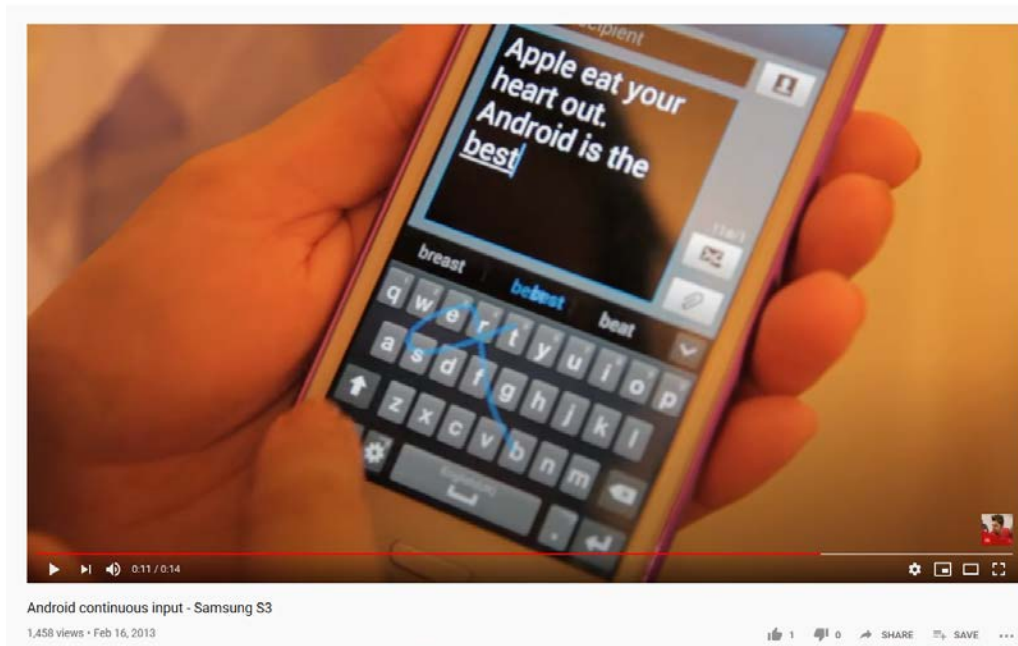 recipient
Apple eat your
heart out.
Android is the
best
breast best beat
q w e r t y u i o p
a s d f g h j k l
z x c v b n m
.
0:11 / 0:14
Android continuous input - Samsung S3
1,458 views • Feb 16, 2013
1 0 SHARE SAVE